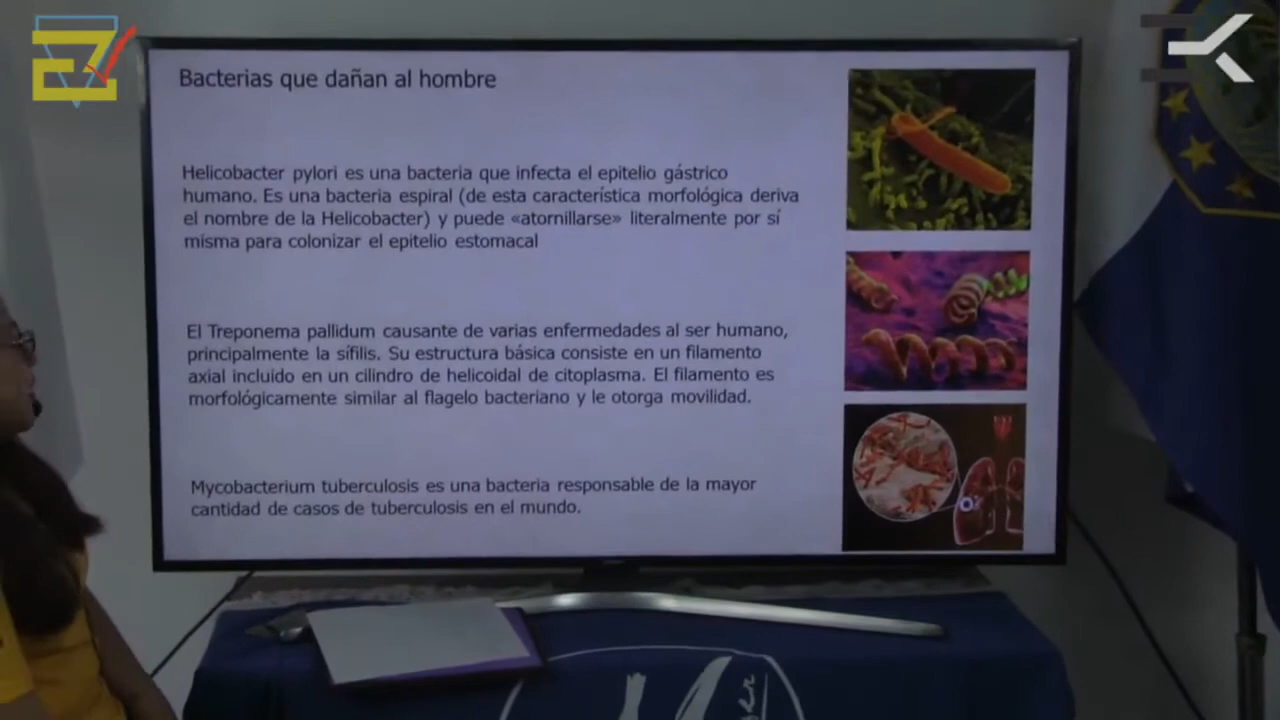 Bacterias que dañan al hombre
Helicobacter pylori es una bacteria que infecta el epitelio gástrico
humano. Es una bacteria espiral (de esta característica morfológica deriva
el nombre de la Helicobacter) y puede «atornillarse» literalmente por sí
misma para colonizar el epitelio estomacal
El Treponema pallidum causante de varias enfermedades al ser humano,
principalmente la sífilis. Su estructura básica consiste en un filamento
axial incluido en un cilindro de helicoidal de citoplasma. El filamento es
morfológicamente similar al flagelo bacteriano y le otorga movilidad.
Mycobacterium tuberculosis es una bacteria responsable de la mayor
cantidad de casos de tuberculosis en el mundo.